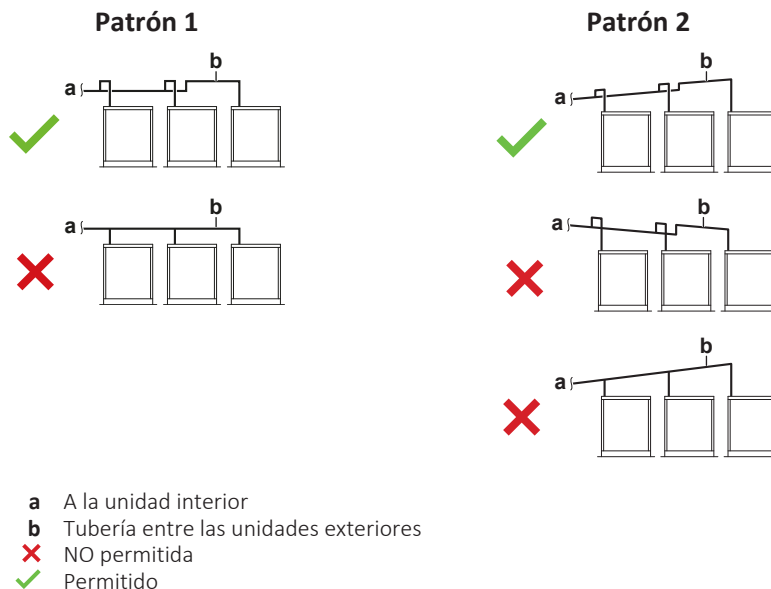 Patrón 1
b
a
b
a
Patrón 2
b
a
b
a
b
a
a A la unidad interior
b Tubería entre las unidades exteriores
NO permitida
Permitido